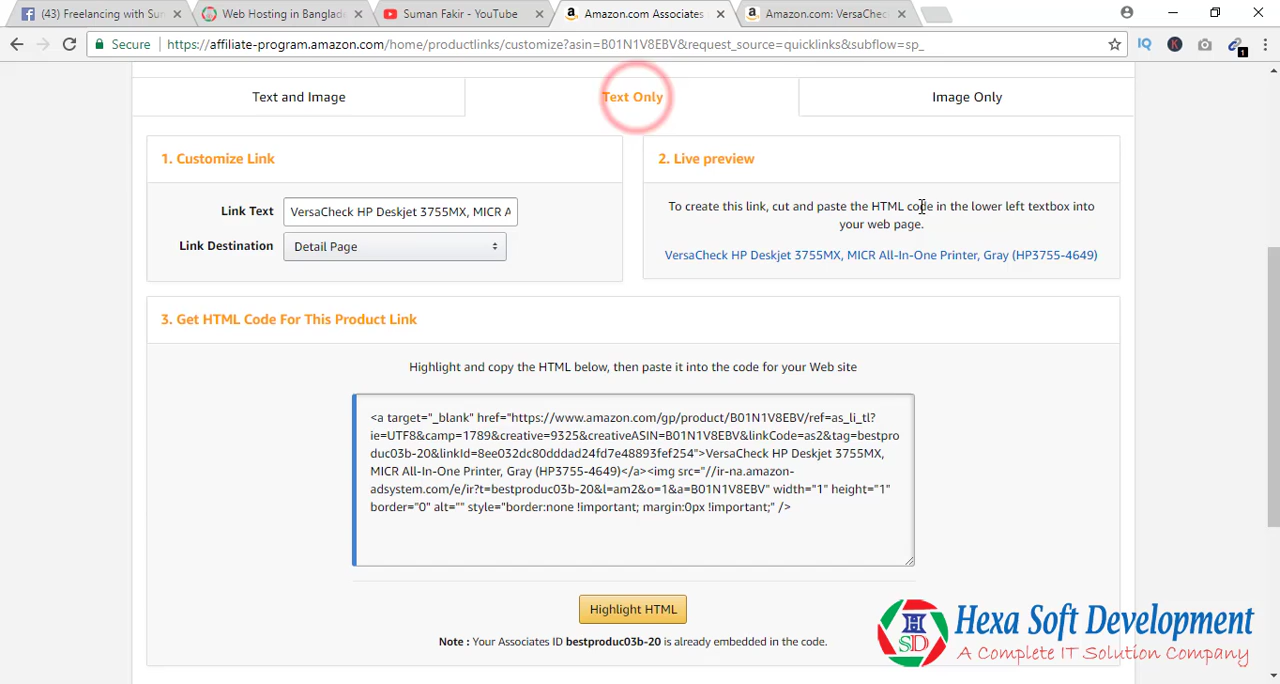 (43) Freelancing with Sum
Web Hosting in Banglade
Suman Fakir - YouTube
Amazon.com Associates
Amazon.com: VersaChec
Secure
https://affiliate-program.amazon.com/home/productlinks/customize?asin=B01N1V8EBV&request_source=quicklinks&subflow=sp_
IQ
K
1
Text and Image
Text Only
Image Only
1. Customize Link
2. Live preview
Link Text
VersaCheck HP Deskjet 3755MX, MICR A
To create this link, cut and paste the HTML code in the lower left textbox into
your web page.
Link Destination
Detail Page
VersaCheck HP Deskjet 3755MX, MICR All-In-One Printer, Gray (HP3755-4649)
3. Get HTML Code For This Product Link
Highlight and copy the HTML below, then paste it into the code for your Web site
<a target="_blank" href="https://www.amazon.com/gp/product/B01N1V8EBV/ref=as_li_tl?
ie=UTF8&camp=1789&creative=9325&creativeASIN=B01N1V8EBV&linkCode=as2&tag=bestpro
duc03b-20&linkId=8ee032dc80dddad24fd7e48893fef254">VersaCheck HP Deskjet 3755MX,
MICR All-In-One Printer, Gray (HP3755-4649)</a><img src="//ir-na.amazon-
adsystem.com/e/ir?t=bestproduc03b-20&l=am2&o=1&a=B01N1V8EBV" width="1" height="1"
border="0" alt="" style="border:none !important; margin:0px !important;" />
Highlight HTML
Note : Your Associates ID bestproduc03b-20 is already embedded in the code.
H
SD
Hexa Soft Development
A Complete IT Solution Company